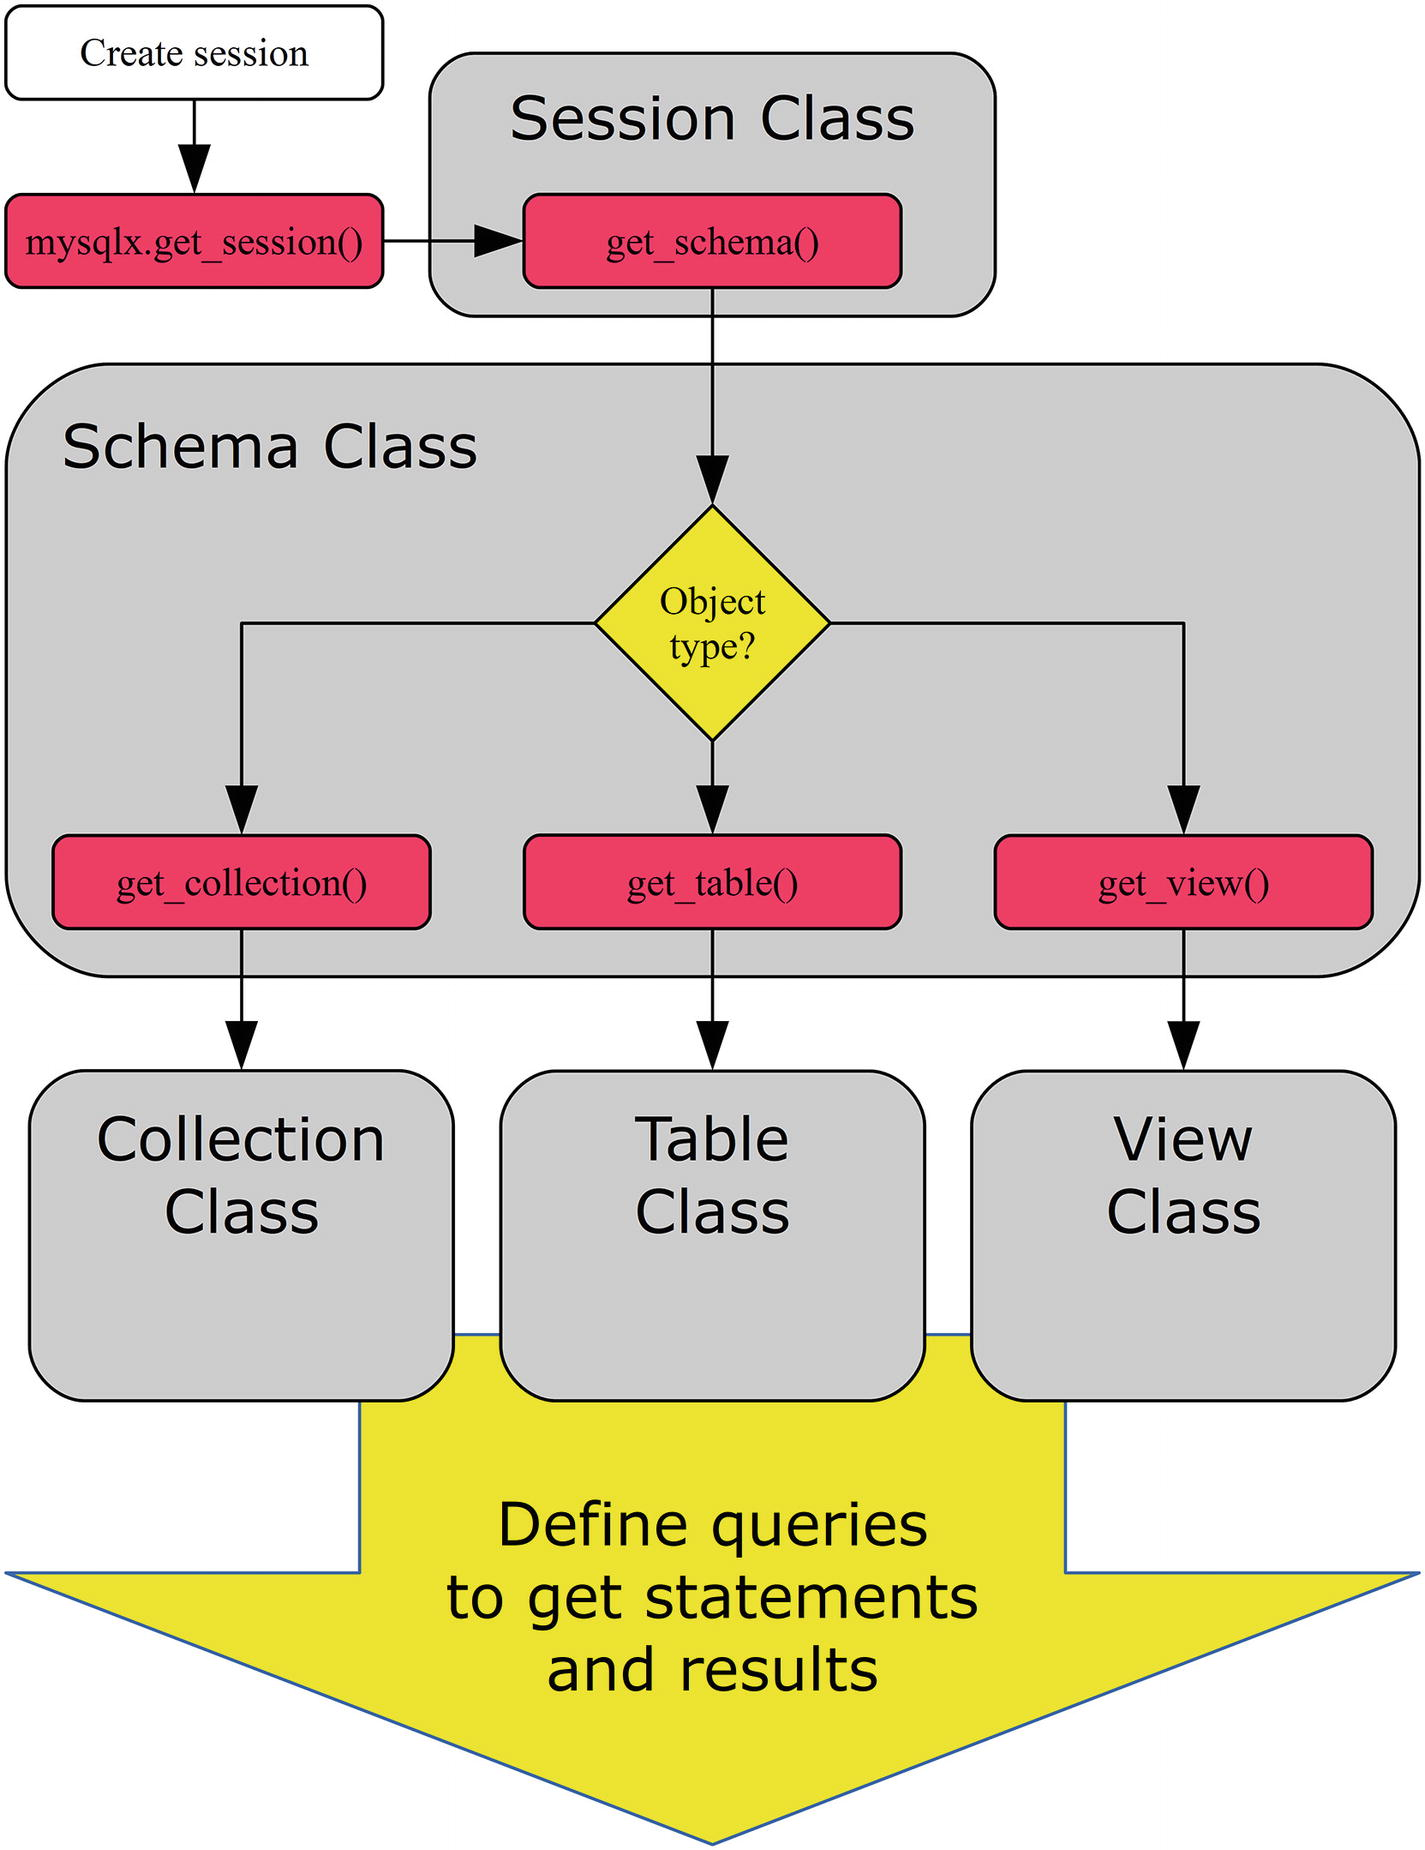 Create session
Session Class
mysqlx.get_session()
get_schema()
Schema Class
Object
type?
get_collection()
get_table()
get_view()
Collection
Class
Table
Class
View
Class
Define queries
to get statements
and results